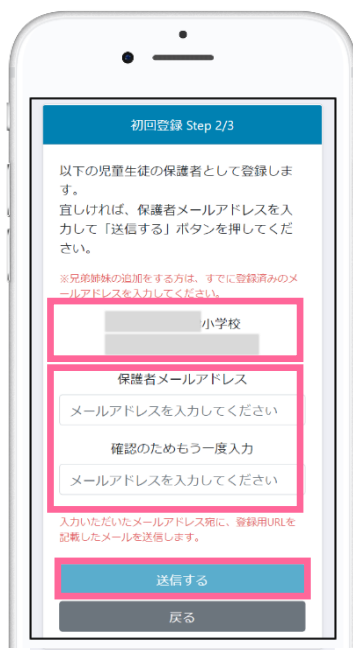 初回登録 Step 2/3
以下の児童生徒の保護者として登録しま
す。
宜しければ、保護者メールアドレスを入
力して「送信する」ボタンを押してくだ
さい。
※兄弟姉妹の追加をする方は、すでに登録済みのメ
ールアドレスを入力してください。
小学校
保護者メールアドレス
メールアドレスを入力してください
確認のためもう一度入力
メールアドレスを入力してください
入力いただいたメールアドレス宛に、登録用URLを
記載したメールを送信します。
送信する
戻る